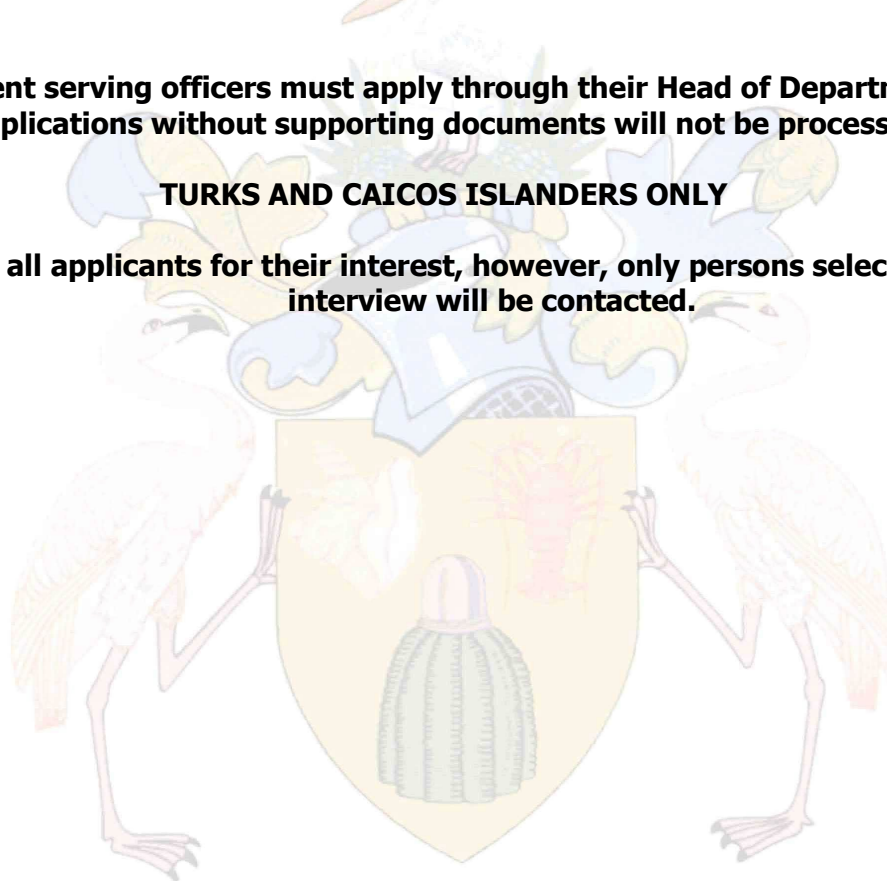 ent serving officers must apply through their Head of Departm
plications without supporting documents will not be process
TURKS AND CAICOS ISLANDERS ONLY
all applicants for their interest, however, only persons selec
interview will be contacted.